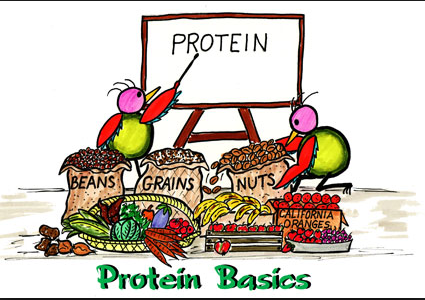 PROTEIN
BEANS
GRAINS
NUTS
CALIFORNIA
ORANGES
Protein Basics